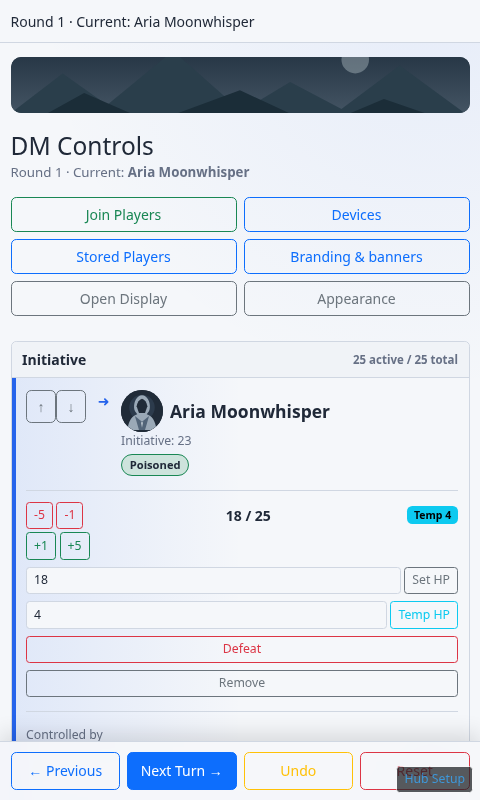 Round 1 · Current: Aria Moonwhisper
DM Controls
Round 1 · Current: Aria Moonwhisper
Join Players
Devices
Stored Players
Branding & banners
Open Display
Appearance
Initiative
25 active / 25 total
↑ ↓ → Aria Moonwhisper
Initiative: 23
Poisoned
-5 -1
18 / 25
Temp 4
+1 +5
18
Set HP
4
Temp HP
Defeat
Remove
Controlled by
← Previous
Next Turn →
Undo
Reset
Hub Setup